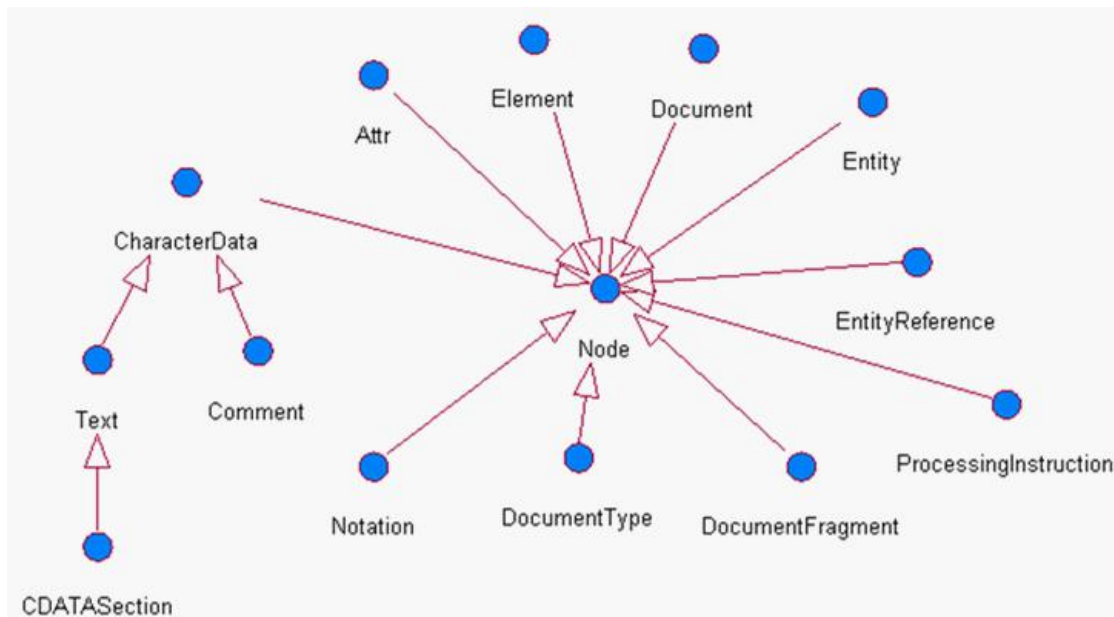 Element
Document
Attr
Entity
CharacterData
EntityReference
Node
Text
Comment
ProcessingInstruction
Notation
DocumentType
DocumentFragment
CDATASection